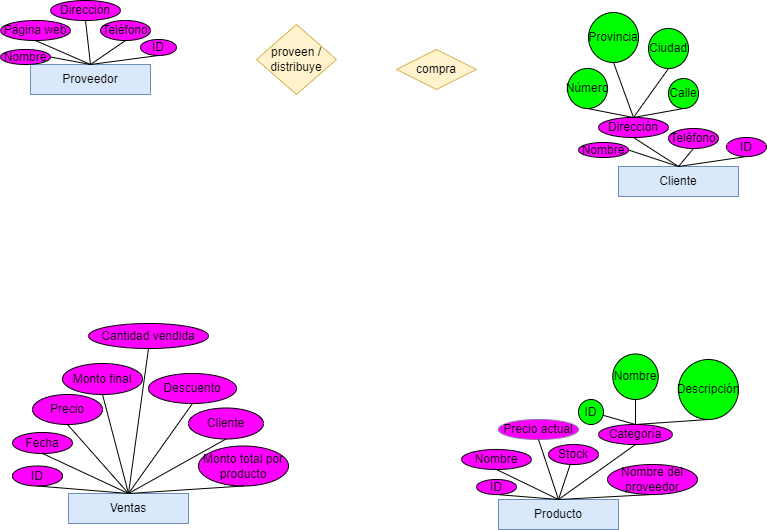 Dirección
Página web
Teléfono
Nombre
ID
Proveedor
proveen /
distribuye
compra
Provincia
Ciudad
Número
Calle
Dirección
Teléfono
Nombre
ID
Cliente
Cantidad vendida
Monto final
Descuento
Precio
Cliente
Fecha
Monto total por
producto
ID
Ventas
Nombre
Descripción
ID
Precio actual
Categoría
Stock
Nombre
Nombre del
proveedor
ID
Producto